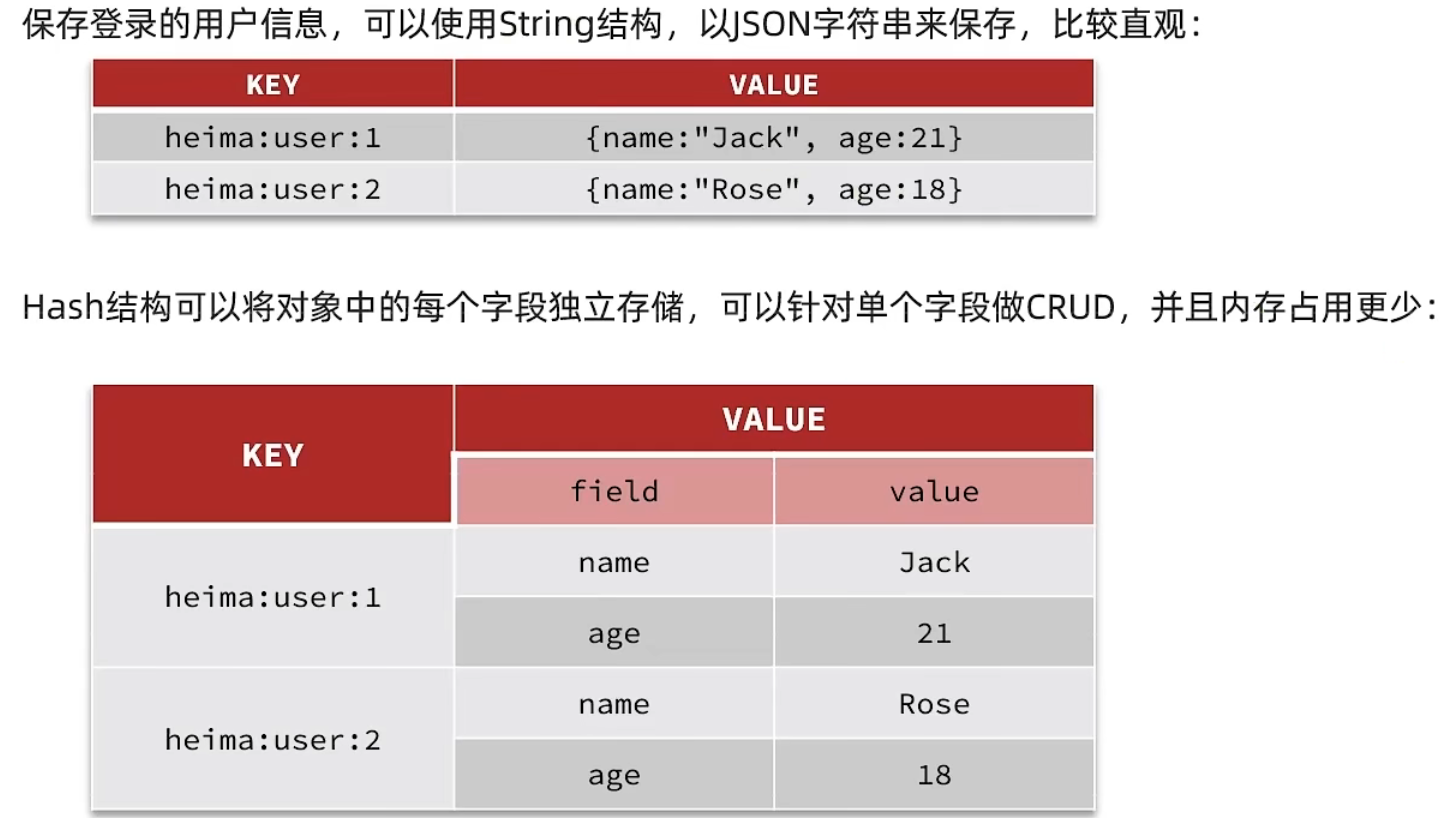 保存登录的用户信息，可以使用String结构，以JSON字符串来保存，比较直观：
KEY VALUE
heima:user:1 {name:"Jack", age:21}
heima:user:2 {name:"Rose", age:18}
Hash结构可以将对象中的每个字段独立存储，可以针对单个字段做CRUD，并且内存占用更少：
KEY VALUE
field value
heima:user:1 name Jack
age 21
heima:user:2 name Rose
age 18